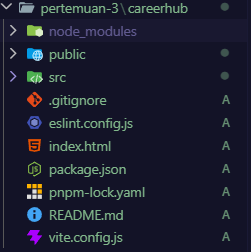 pertemuan-3\careerhub
node_modules
public
src
.gitignore A
eslint.config.js A
index.html A
package.json A
pnpm-lock.yaml A
README.md A
vite.config.js A